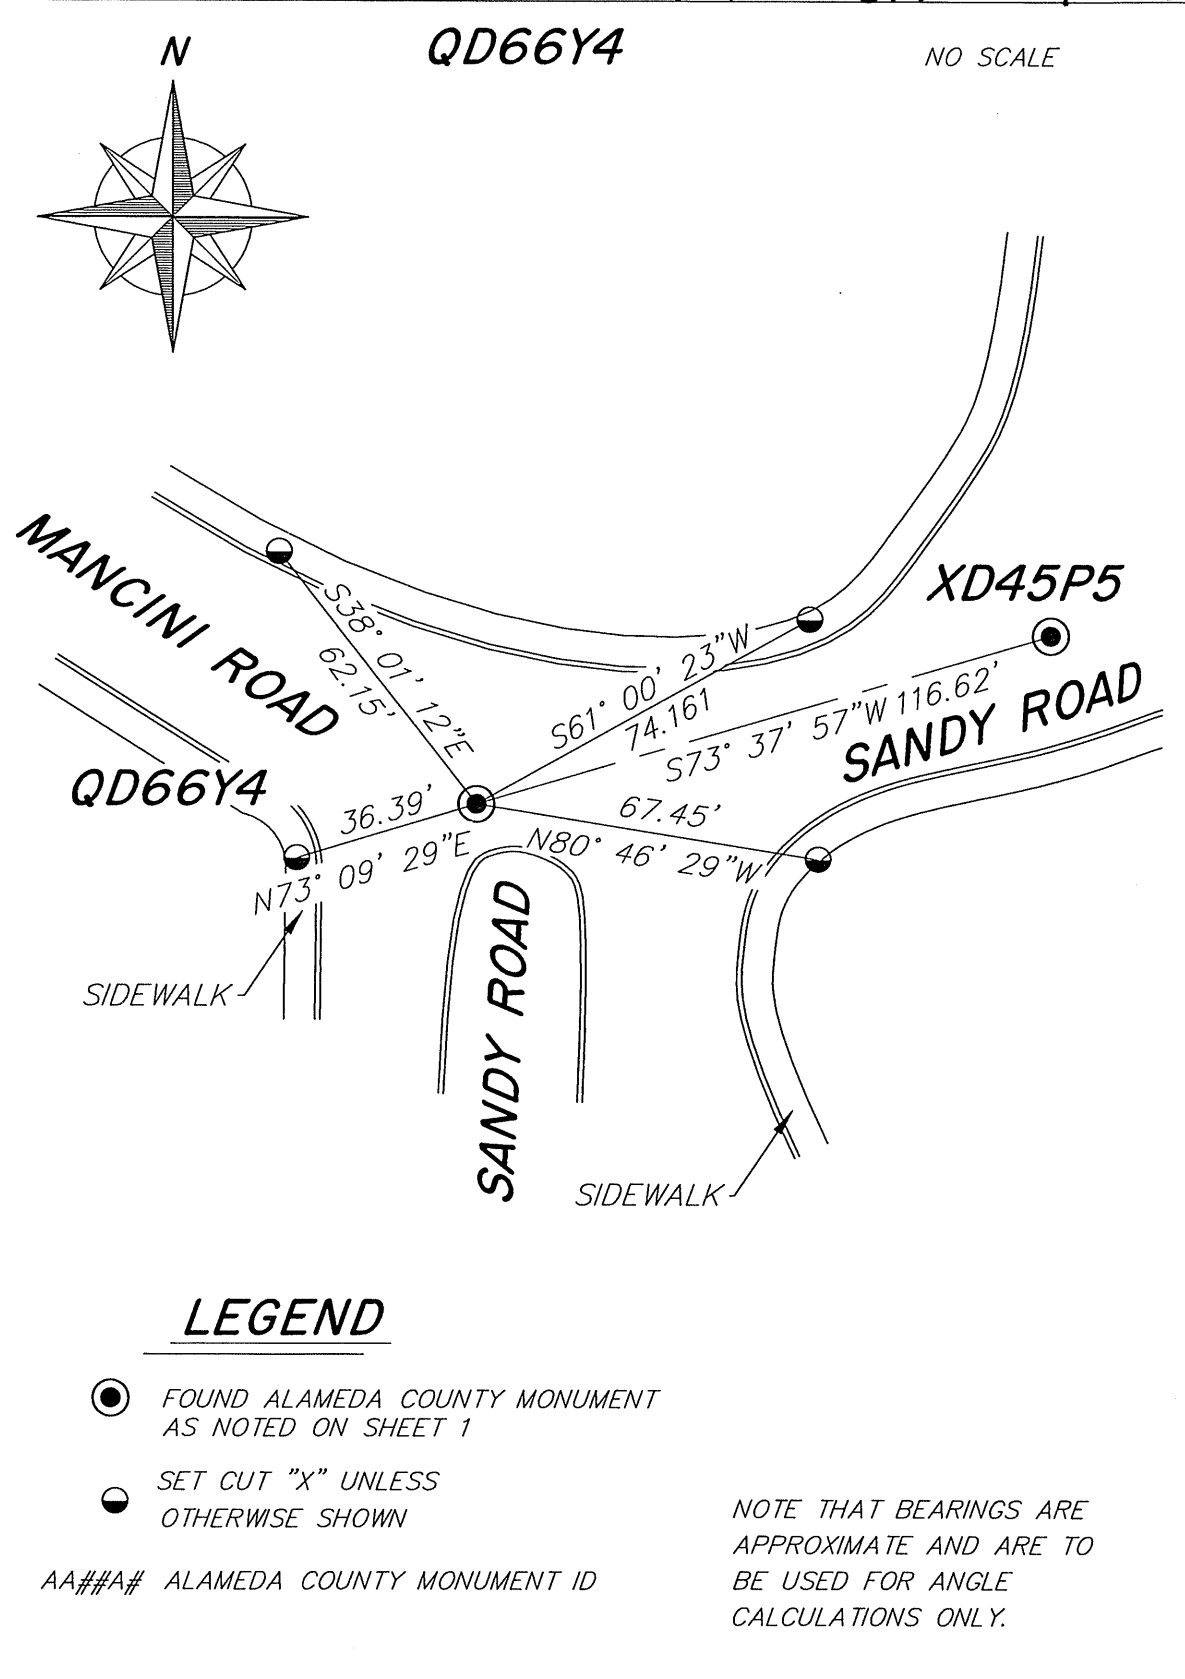 N
QD66Y4
NO SCALE
MANCINI ROAD
XD45P5
S38° 01' 12"E
62.15'
S61° 00' 23"W
74.161
S73° 37' 57"W 116.62'
SANDY ROAD
QD66Y4
36.39'
N73° 09' 29"E
67.45'
N80° 46' 29"W
SANDY ROAD
SIDEWALK
SIDEWALK
LEGEND
FOUND ALAMEDA COUNTY MONUMENT
AS NOTED ON SHEET 1
SET CUT "X" UNLESS
OTHERWISE SHOWN
AA##A# ALAMEDA COUNTY MONUMENT ID
NOTE THAT BEARINGS ARE
APPROXIMATE AND ARE TO
BE USED FOR ANGLE
CALCULATIONS ONLY.